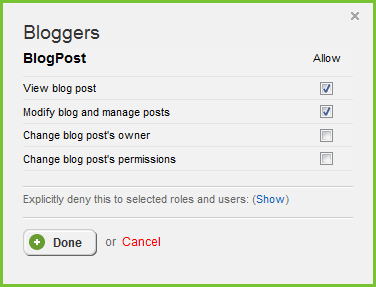 Bloggers
BlogPost Allow
View blog post
Modify blog and manage posts
Change blog post's owner
Change blog post's permissions
Explicitly deny this to selected roles and users: (Show)
Done or Cancel